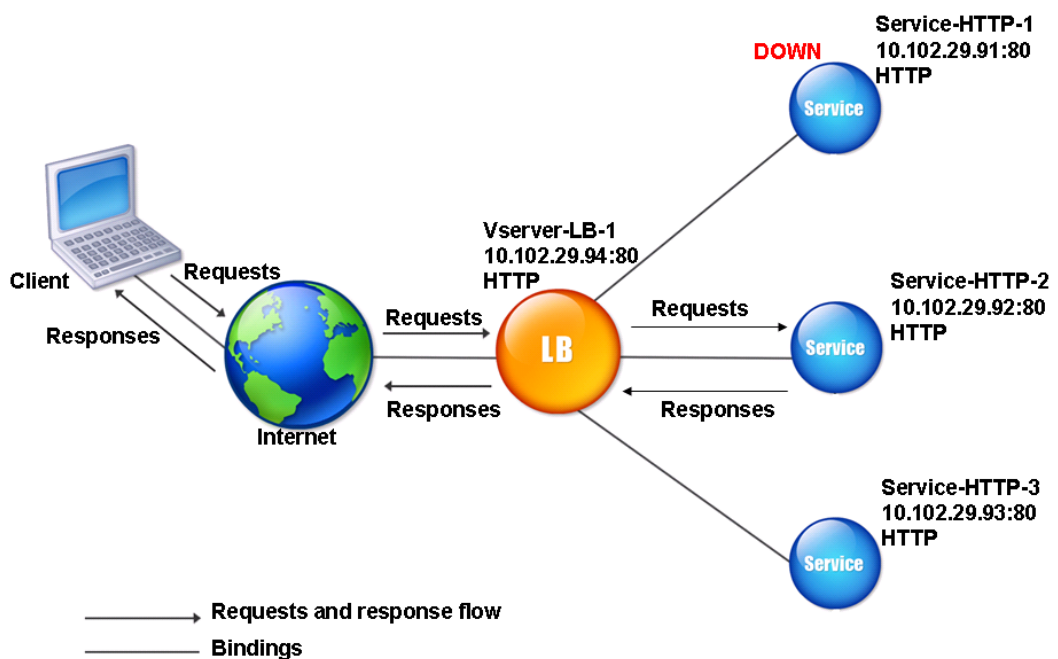 Service-HTTP-1
10.102.29.91:80
HTTP
DOWN
Service
Vserver-LB-1
10.102.29.94:80
HTTP
Client
Requests
Responses
Internet
Requests
Responses
LB
Requests
Responses
Service-HTTP-2
10.102.29.92:80
HTTP
Service
Service-HTTP-3
10.102.29.93:80
HTTP
Service
Requests and response flow
Bindings